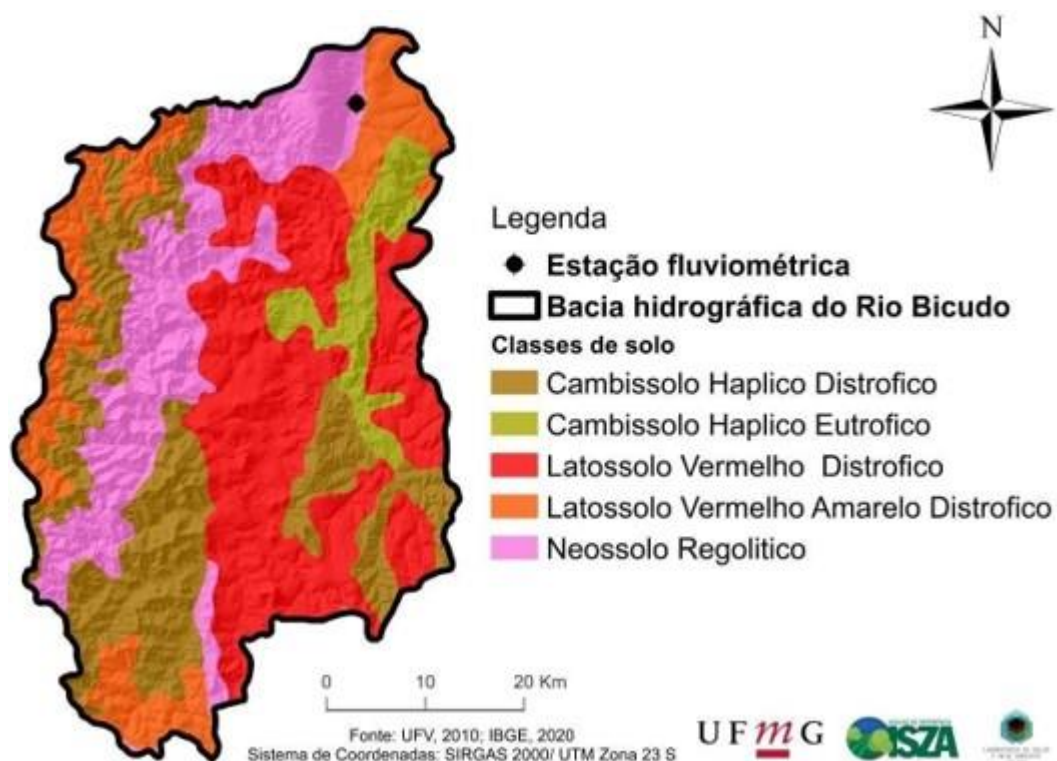 N
Legenda
Estação fluviométrica
Bacia hidrográfica do Rio Bicudo
Classes de solo
Cambissolo Haplico Distrofico
Cambissolo Haplico Eutrofico
Latossolo Vermelho Distrofico
Latossolo Vermelho Amarelo Distrofico
Neossolo Regolitico
0 10 20 Km
Fonte: UFV, 2010; IBGE, 2020
Sistema de Coordenadas: SIRGAS 2000/ UTM Zona 23 S
UFmG
ISZA